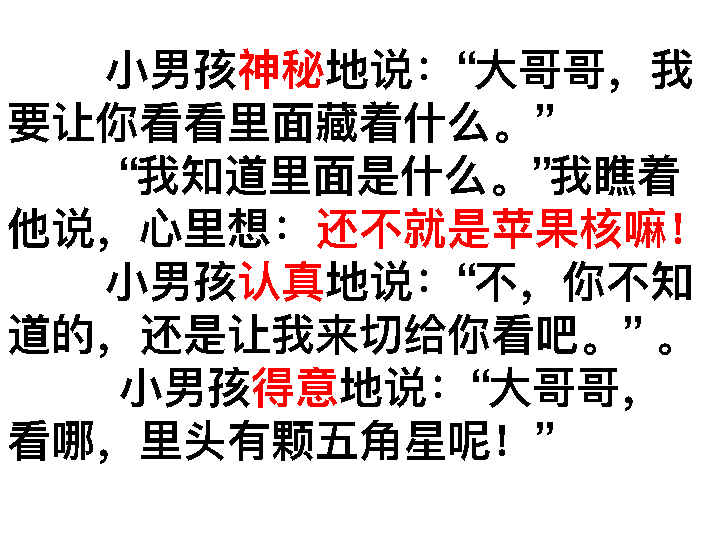 小男孩神秘地说：“大哥哥，我
要让你看看里面藏着什么。”
“我知道里面是什么。”我瞧着
他说，心里想：还不就是苹果核嘛！
小男孩认真地说：“不，你不知
道的，还是让我来切给你看吧。” 。
小男孩得意地说：“大哥哥，
看哪，里头有颗五角星呢！”